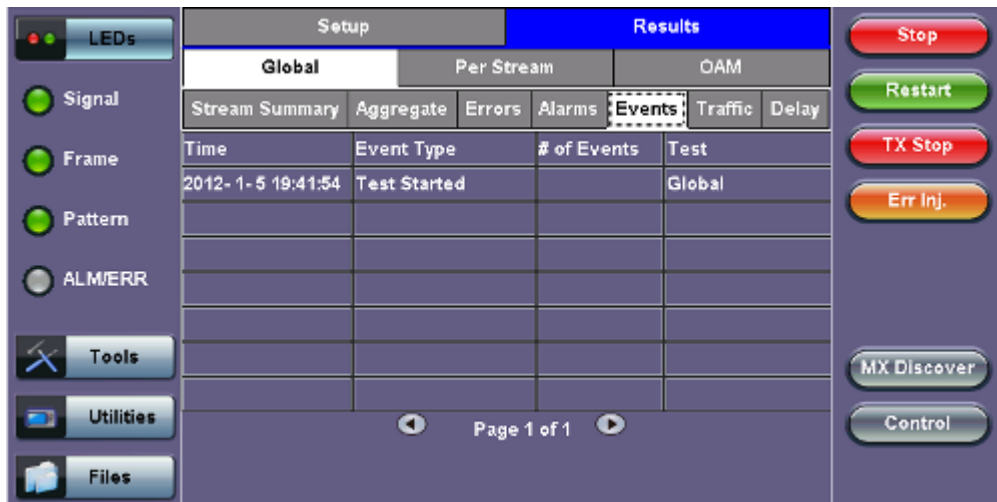 LEDs
Signal
Frame
Pattern
ALM/ERR
Tools
Utilities
Files
Setup Results
Global Per Stream OAM
Stream Summary Aggregate Errors Alarms Events Traffic Delay
Time Event Type # of Events Test
2012- 1- 5 19:41:54 Test Started Global
Page 1 of 1
Stop
Restart
TX Stop
Err Inj.
MX Discover
Control